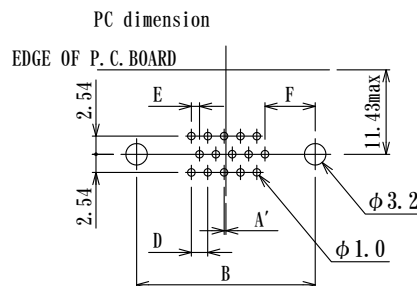 PC dimension
EDGE OF P.C.BOARD
E
F
2.54
11.43max
2.54
φ3.2
D
A′
φ1.0
B